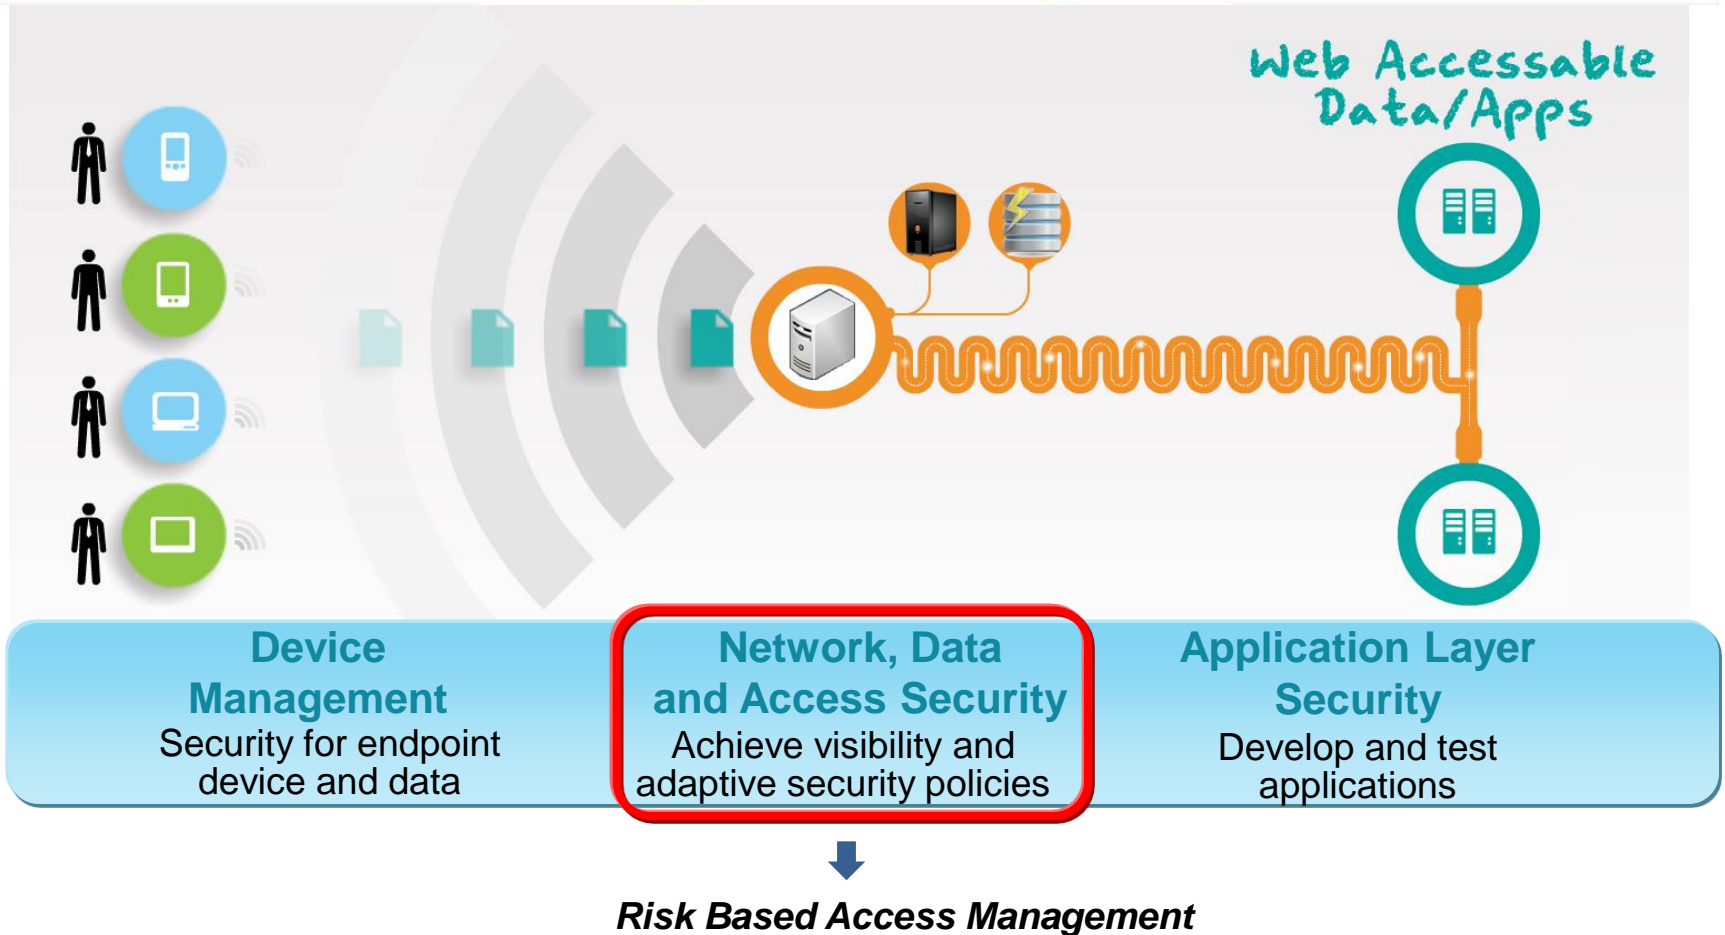 Web Accessable
Data/Apps
Device
Management
Security for endpoint
device and data
Network, Data
and Access Security
Achieve visibility and
adaptive security policies
Application Layer
Security
Develop and test
applications
Risk Based Access Management